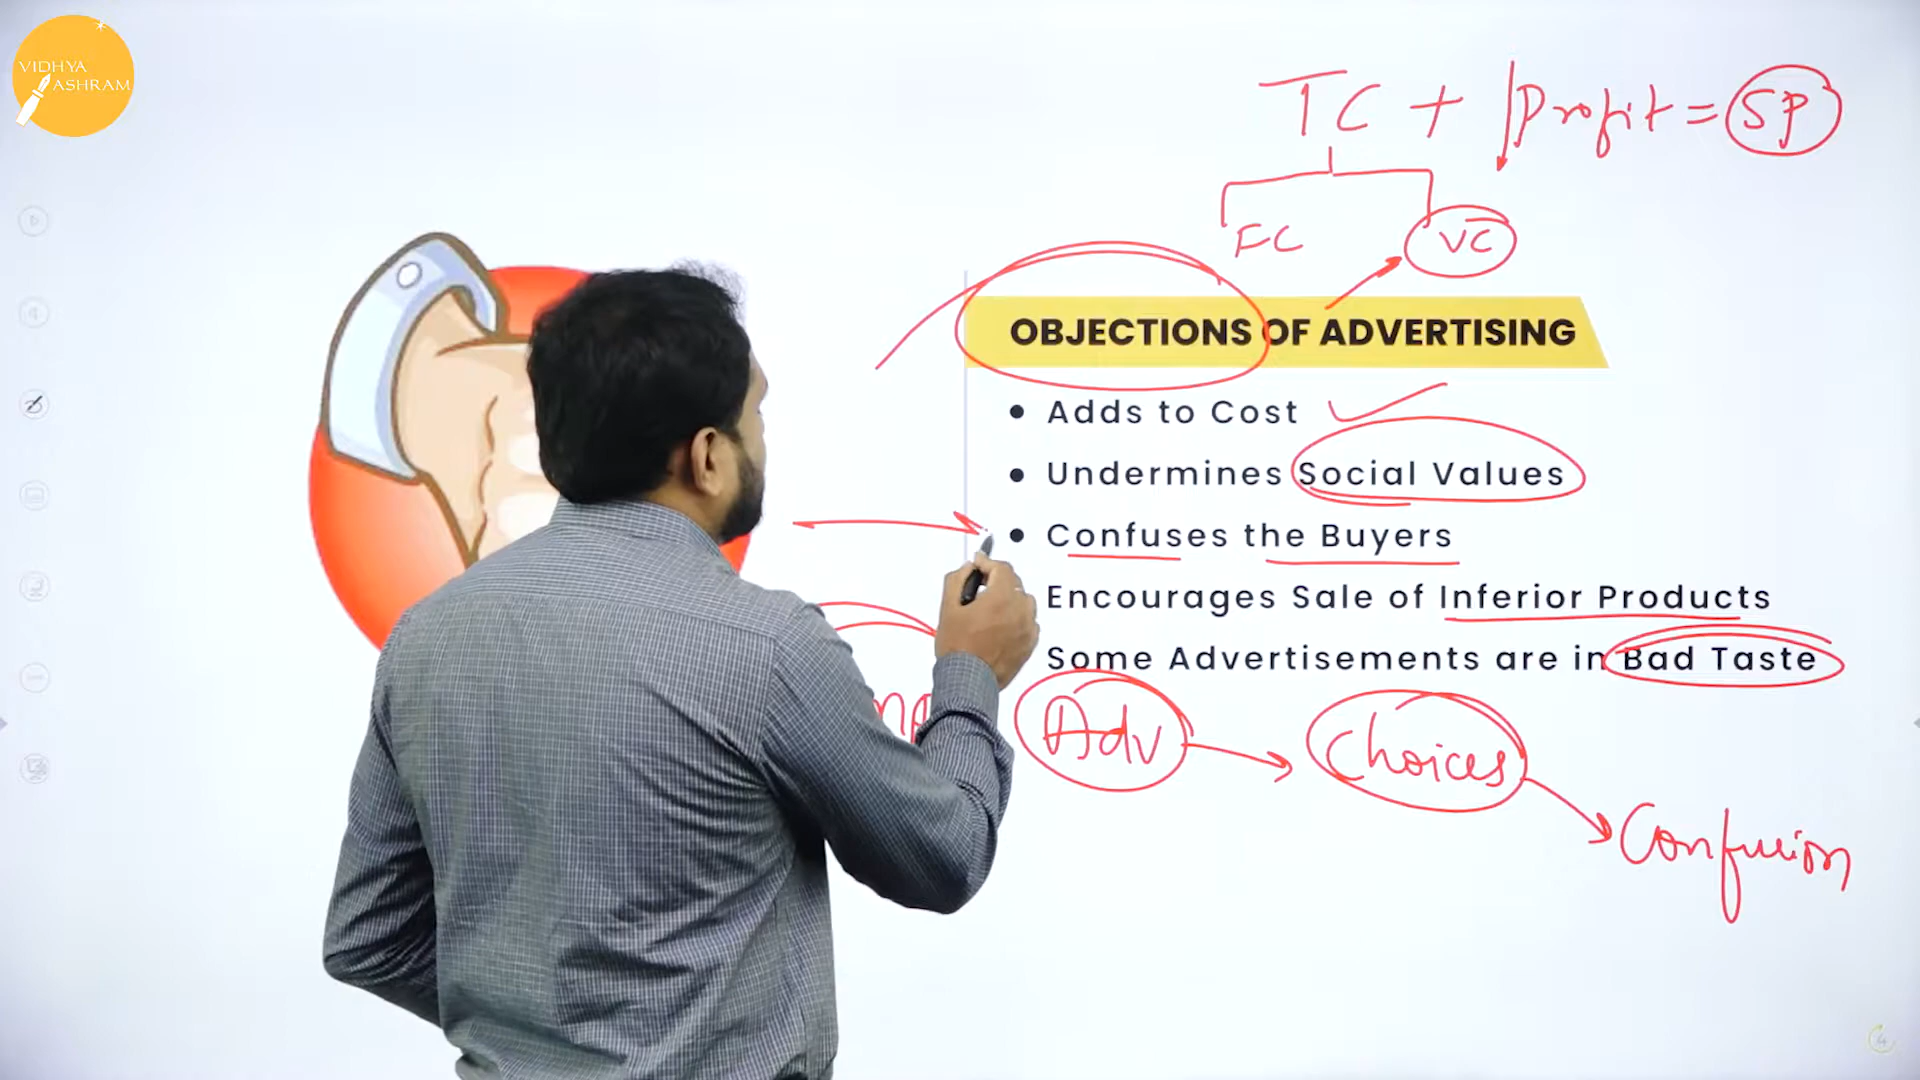 VIDHYA
ASHRAM
TC + Profit = SP
FC VC
OBJECTIONS OF ADVERTISING
• Adds to Cost
• Undermines Social Values
• Confuses the Buyers
Encourages Sale of Inferior Products
Some Advertisements are in Bad Taste
Adv → Choices
Confusion